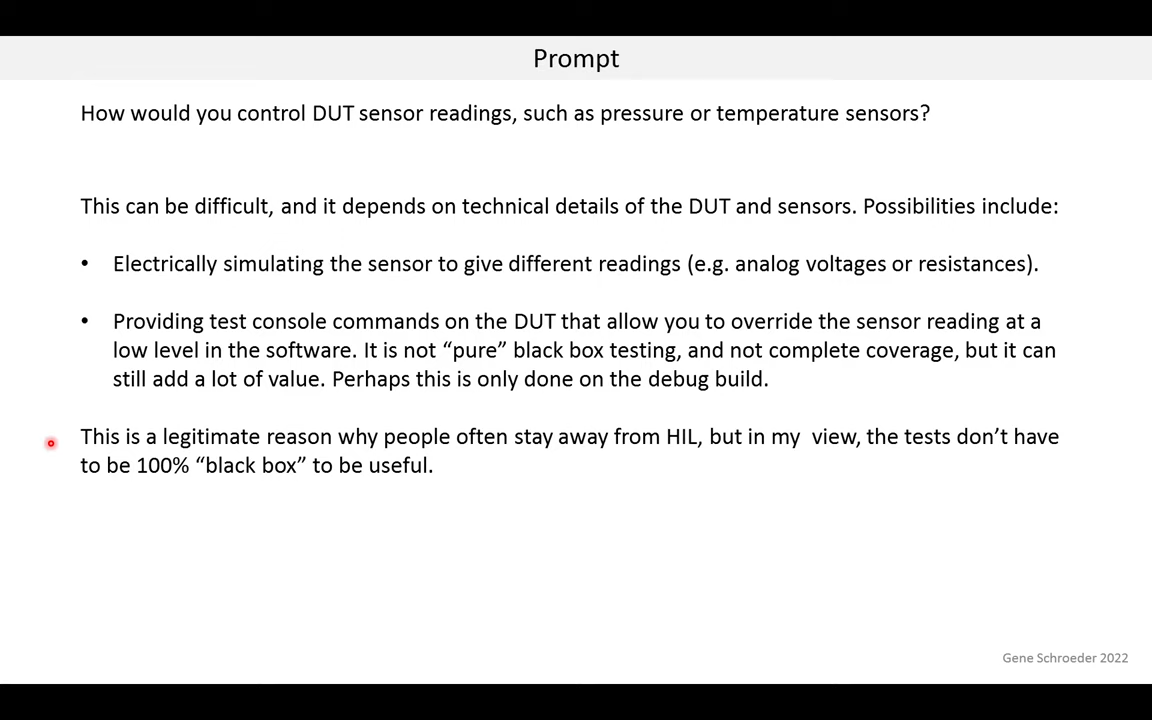 Prompt
How would you control DUT sensor readings, such as pressure or temperature sensors?
This can be difficult, and it depends on technical details of the DUT and sensors. Possibilities include:
• Electrically simulating the sensor to give different readings (e.g. analog voltages or resistances).
• Providing test console commands on the DUT that allow you to override the sensor reading at a
low level in the software. It is not “pure” black box testing, and not complete coverage, but it can
still add a lot of value. Perhaps this is only done on the debug build.
This is a legitimate reason why people often stay away from HIL, but in my  view, the tests don’t have
to be 100% “black box” to be useful.
Gene Schroeder 2022